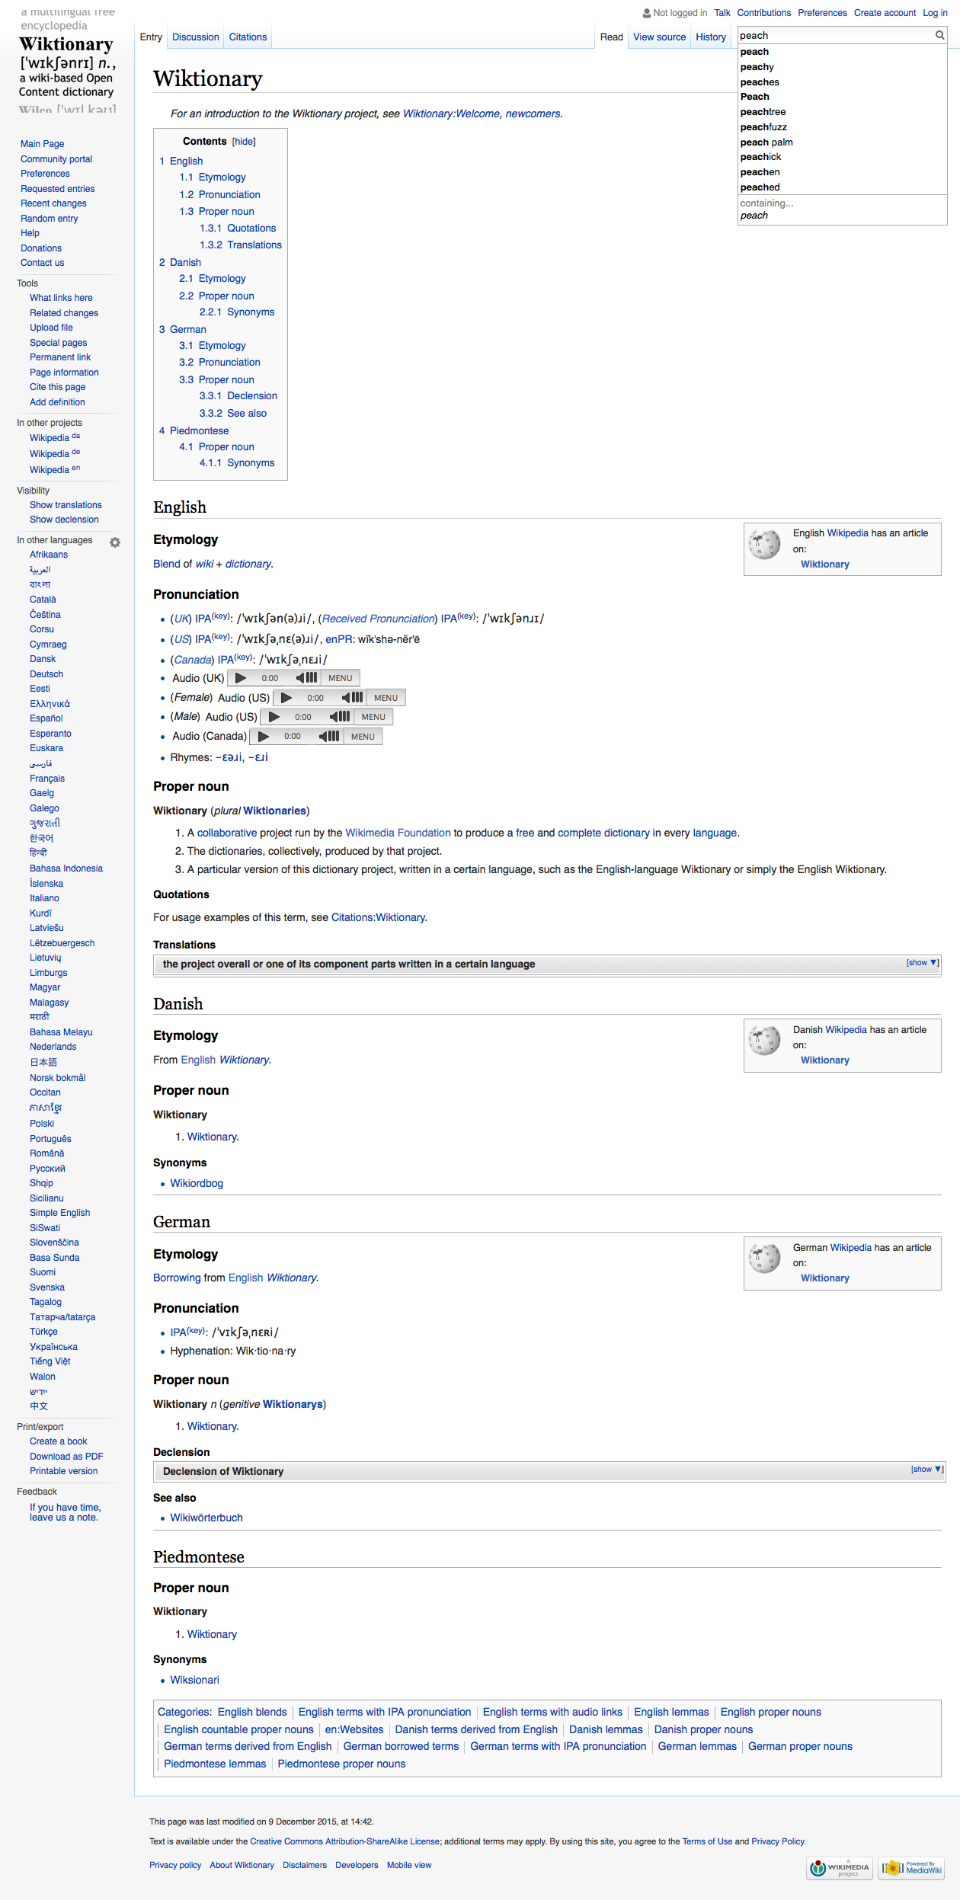 a multilingual free
encyclopedia
Wiktionary
[ˈwɪkʃənrɪ] n.,
a wiki-based Open
Content dictionary
Wilco [ˈwɪl kəʊ]
Not logged in Talk Contributions Preferences Create account Log in
Entry Discussion Citations Read View source History
peach
peach
peachy
peaches
Peach
peachtree
peachfuzz
peach palm
peachick
peachen
peached
containing...
peach
Main Page
Community portal
Preferences
Requested entries
Recent changes
Random entry
Help
Donations
Contact us
Tools
What links here
Related changes
Upload file
Special pages
Permanent link
Page information
Cite this page
Add definition
In other projects
Wikipedia da
Wikipedia de
Wikipedia en
Visibility
Show translations
Show declension
In other languages
Afrikaans
العربية
বাংলা
Català
Čeština
Corsu
Cymraeg
Dansk
Deutsch
Eesti
Ελληνικά
Español
Esperanto
Euskara
فارسی
Français
Gaelg
Galego
ગુજરાતી
한국어
हिन्दी
Bahasa Indonesia
Íslenska
Italiano
Kurdî
Latviešu
Lëtzebuergesch
Lietuvių
Limburgs
Magyar
Malagasy
मराठी
Bahasa Melayu
Nederlands
日本語
Norsk bokmål
Occitan
ភាសាខ្មែរ
Polski
Português
Română
Русский
Shqip
Sicilianu
Simple English
SiSwati
Slovenščina
Basa Sunda
Suomi
Svenska
Tagalog
Татарча/tatarça
Türkçe
Українська
Tiếng Việt
Walon
ייִדיש
中文
Print/export
Create a book
Download as PDF
Printable version
Feedback
If you have time,
leave us a note.
Wiktionary
For an introduction to the Wiktionary project, see Wiktionary:Welcome, newcomers.
Contents [hide]
1 English
1.1 Etymology
1.2 Pronunciation
1.3 Proper noun
1.3.1 Quotations
1.3.2 Translations
2 Danish
2.1 Etymology
2.2 Proper noun
2.2.1 Synonyms
3 German
3.1 Etymology
3.2 Pronunciation
3.3 Proper noun
3.3.1 Declension
3.3.2 See also
4 Piedmontese
4.1 Proper noun
4.1.1 Synonyms
English
Etymology
Blend of wiki + dictionary.
English Wikipedia has an article
on:
Wiktionary
Pronunciation
• (UK) IPA(key): /ˈwɪkʃən(ə)ɹi/, (Received Pronunciation) IPA(key): /ˈwɪkʃənɹɪ/
• (US) IPA(key): /ˈwɪkʃəˌnɛ(ə)ɹi/, enPR: wĭkʹshə-nĕrʹē
• (Canada) IPA(key): /ˈwɪkʃəˌnɛɹi/
• Audio (UK) 0:00 MENU
• (Female) Audio (US) 0:00 MENU
• (Male) Audio (US) 0:00 MENU
• Audio (Canada) 0:00 MENU
• Rhymes: -ɛəɹi, -ɛɹi
Proper noun
Wiktionary (plural Wiktionaries)
1. A collaborative project run by the Wikimedia Foundation to produce a free and complete dictionary in every language.
2. The dictionaries, collectively, produced by that project.
3. A particular version of this dictionary project, written in a certain language, such as the English-language Wiktionary or simply the English Wiktionary.
Quotations
For usage examples of this term, see Citations:Wiktionary.
Translations
the project overall or one of its component parts written in a certain language [show ▼]
Danish
Etymology
From English Wiktionary.
Danish Wikipedia has an article
on:
Wiktionary
Proper noun
Wiktionary
1. Wiktionary.
Synonyms
• Wikiordbog
German
Etymology
Borrowing from English Wiktionary.
German Wikipedia has an article
on:
Wiktionary
Pronunciation
• IPA(key): /ˈvɪkʃəˌnɛʀi/
• Hyphenation: Wik·tio·na·ry
Proper noun
Wiktionary n (genitive Wiktionarys)
1. Wiktionary.
Declension
Declension of Wiktionary [show ▼]
See also
• Wikiwörterbuch
Piedmontese
Proper noun
Wiktionary
1. Wiktionary
Synonyms
• Wiksionari
Categories: English blends | English terms with IPA pronunciation | English terms with audio links | English lemmas | English proper nouns
| English countable proper nouns | en:Websites | Danish terms derived from English | Danish lemmas | Danish proper nouns
| German terms derived from English | German borrowed terms | German terms with IPA pronunciation | German lemmas | German proper nouns
| Piedmontese lemmas | Piedmontese proper nouns
This page was last modified on 9 December 2015, at 14:42.
Text is available under the Creative Commons Attribution-ShareAlike License; additional terms may apply. By using this site, you agree to the Terms of Use and Privacy Policy.
Privacy policy About Wiktionary Disclaimers Developers Mobile view
A WIKIMEDIA project
Powered By MediaWiki